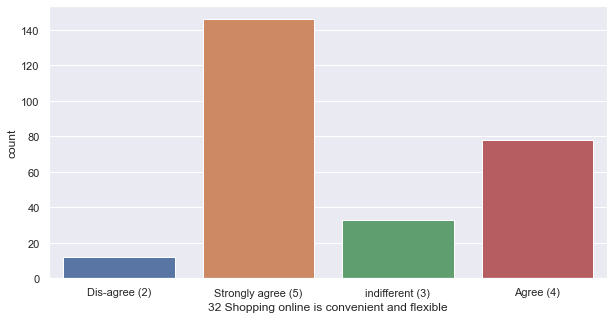 140
120
100
80
60
40
20
0
count
Dis-agree (2) Strongly agree (5) indifferent (3) Agree (4)
32 Shopping online is convenient and flexible